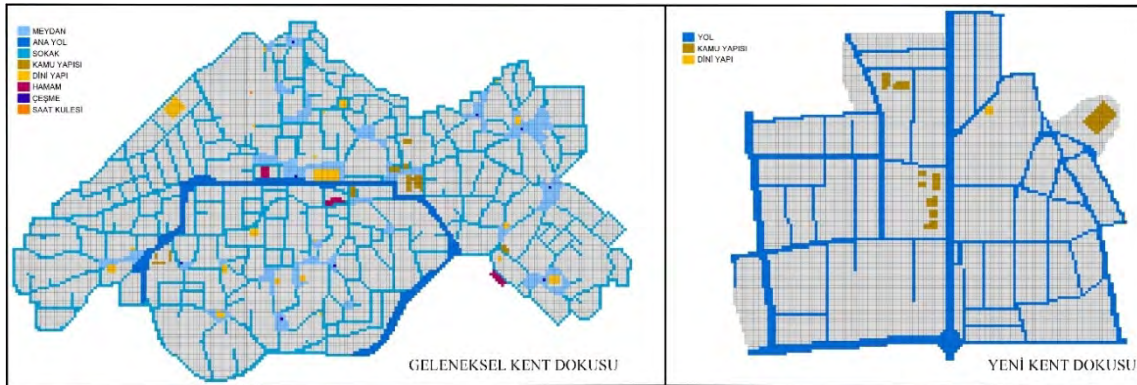 MEYDAN
ANA YOL
SOKAK
KAMU YAPISI
DİNİ YAPI
HAMAM
ÇEŞME
SAAT KULESİ
GELENEKSEL KENT DOKUSU
YOL
KAMU YAPISI
DİNİ YAPI
YENİ KENT DOKUSU